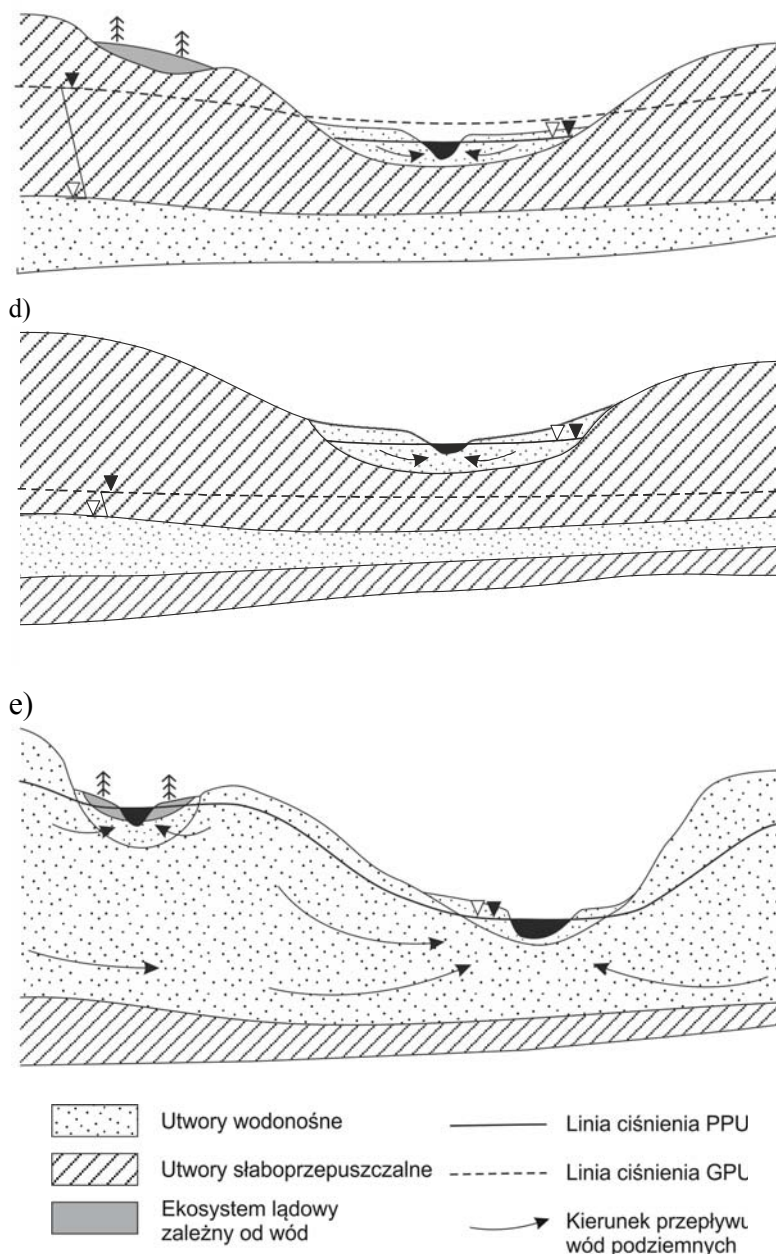 d)
e)
Utwory wodonośne
Utwory słaboprzepuszczalne
Ekosystem lądowy
zależny od wód
Linia ciśnienia PPU
Linia ciśnienia GPU
Kierunek przepływu
wód podziemnych